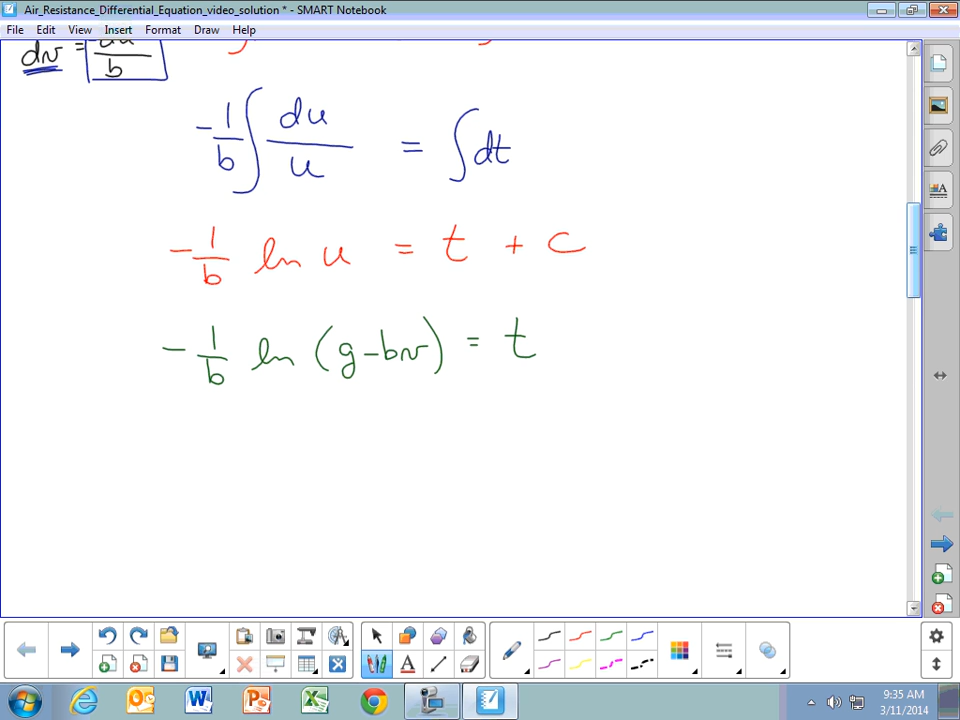 Air_Resistance_Differential_Equation_video_solution * - SMART Notebook
File Edit View Insert Format Draw Help
dv = du/b
-1/b ∫ du/u = ∫ dt
-1/b ln u = t + c
-1/b ln (g-bv) = t
9:35 AM
3/11/2014